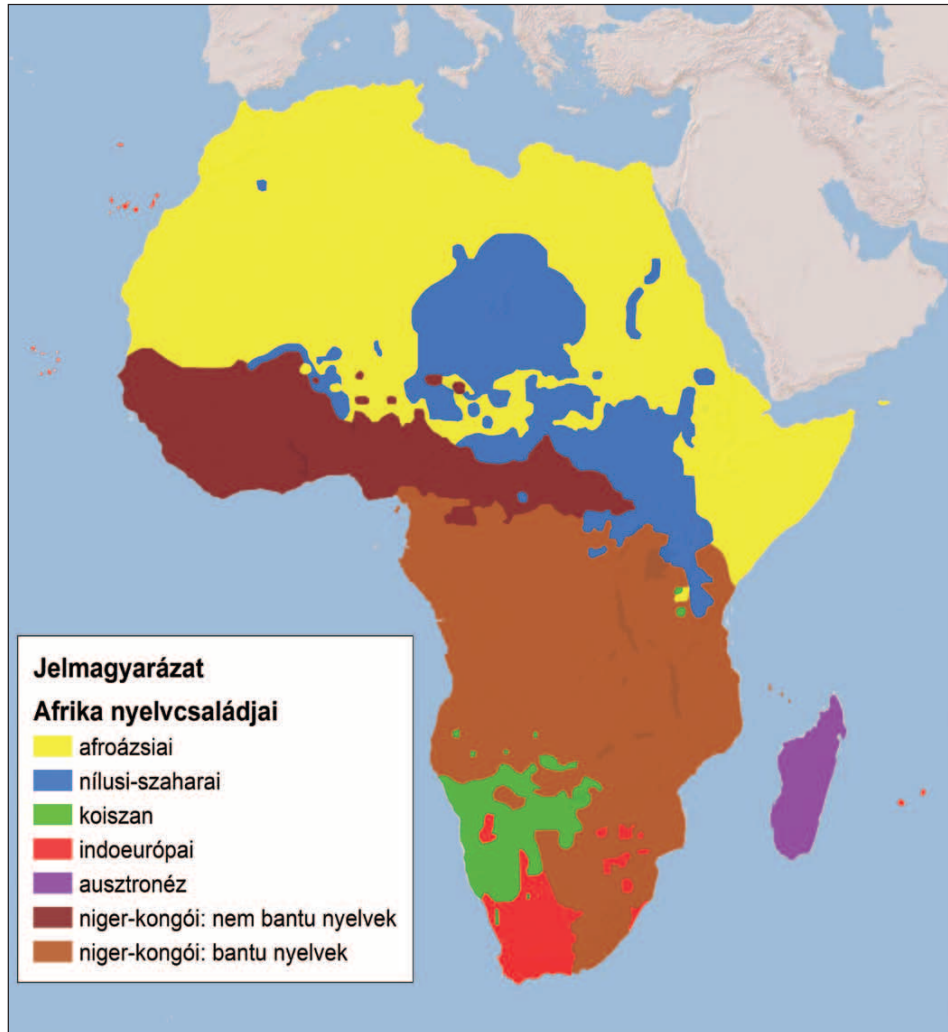 Jelmagyarázat
Afrika nyelvcsaládjai
afroázsiai
nílusi-szaharai
koiszan
indoeurópai
ausztronéz
niger-kongói: nem bantu nyelvek
niger-kongói: bantu nyelvek